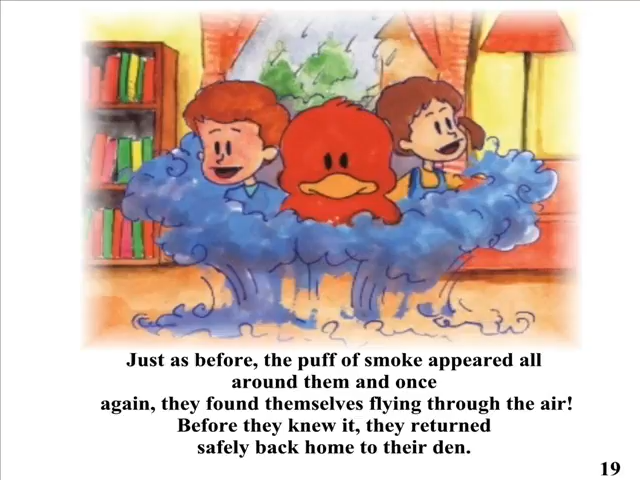 Just as before, the puff of smoke appeared all
around them and once
again, they found themselves flying through the air!
Before they knew it, they returned
safely back home to their den.
19